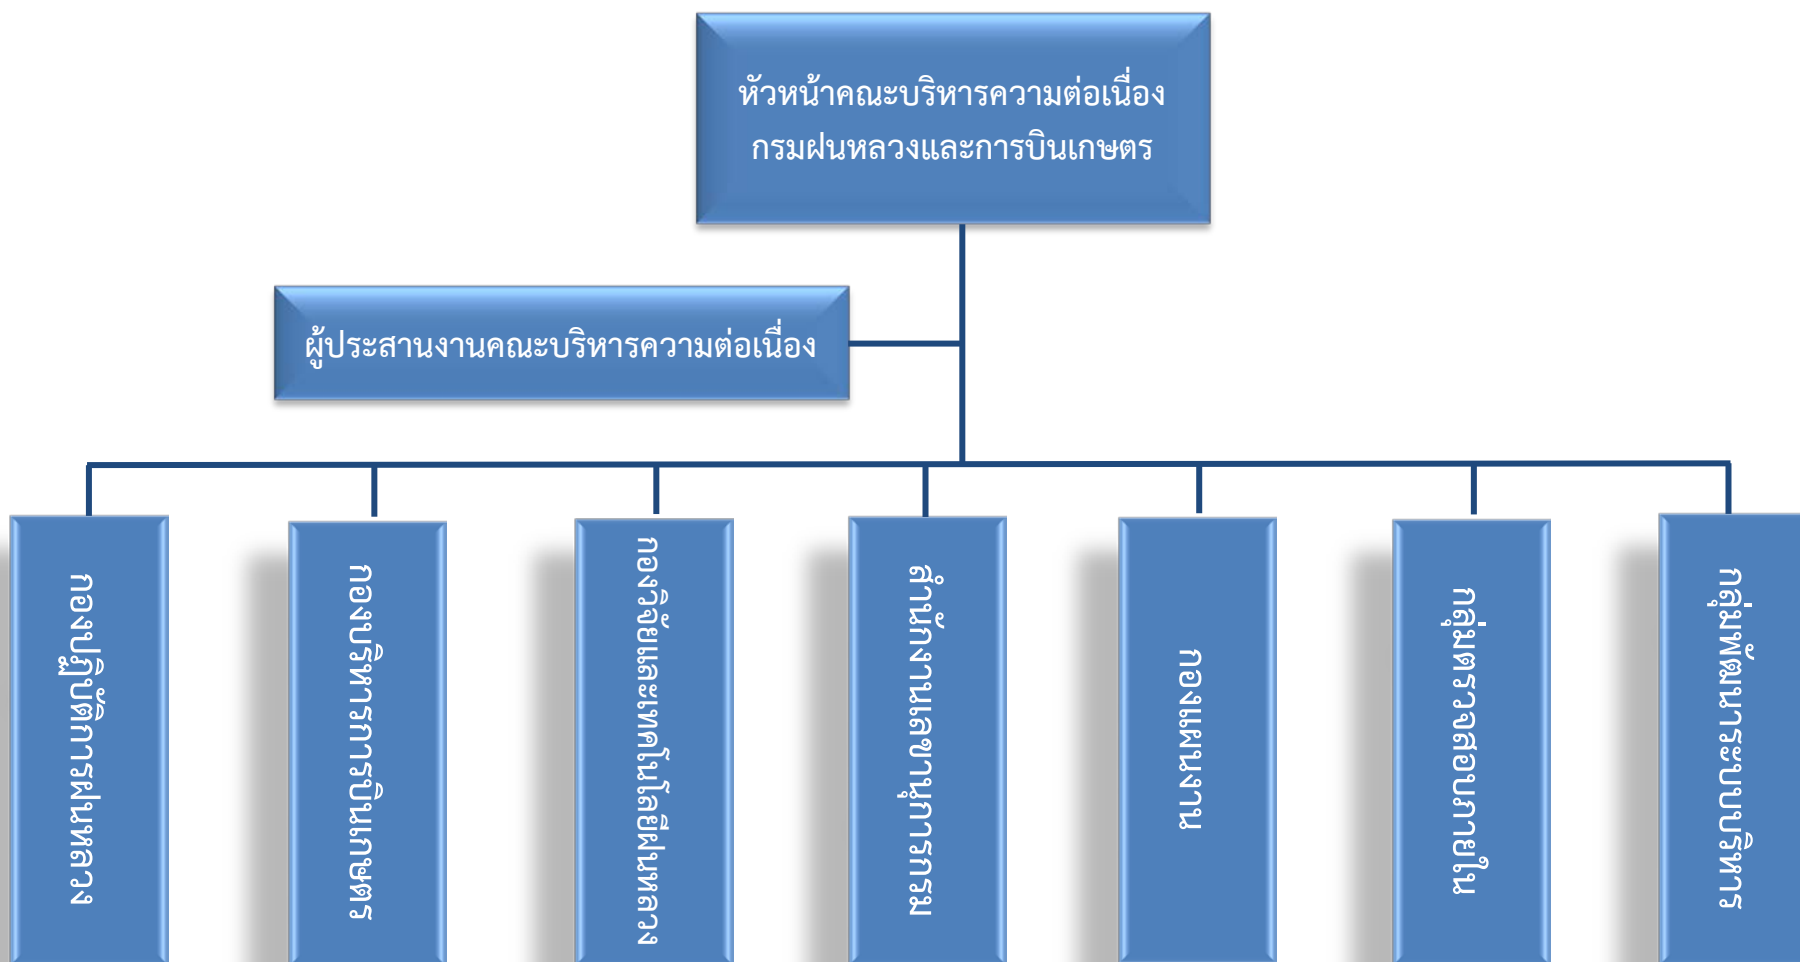 หัวหน้าคณะบริหารความต่อเนื่อง
กรมฝนหลวงและการบินเกษตร
ผู้ประสานงานคณะบริหารความต่อเนื่อง
กองปฏิบัติการฝนหลวง
กองบริหารการบินเกษตร
กองวิจัยและเทคโนโลยีฝนหลวง
สำนักงานเลขานุการกรม
กองแผนงาน
กลุ่มตรวจสอบภายใน
กลุ่มพัฒนาระบบบริหาร